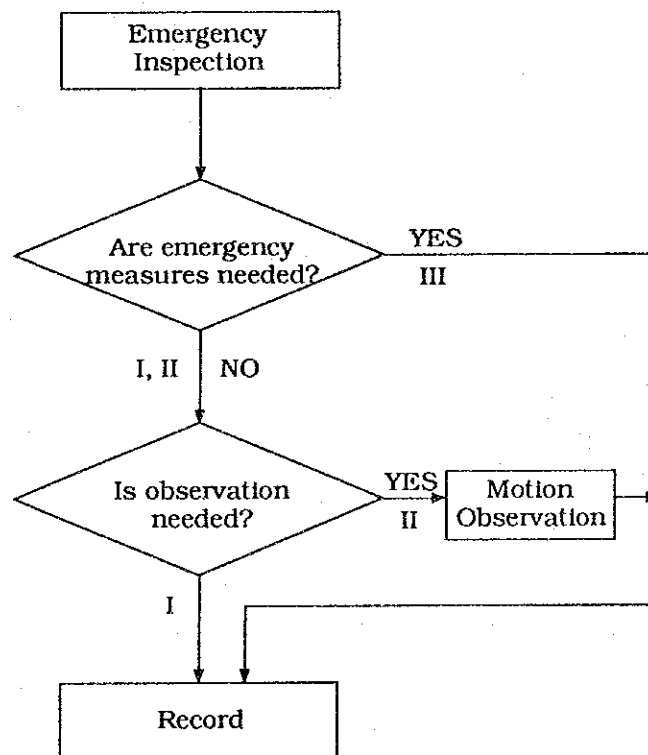 Emergency
Inspection
Are emergency
measures needed?
YES
III
I, II NO
Is observation
needed?
YES
II
Motion
Observation
I
Record